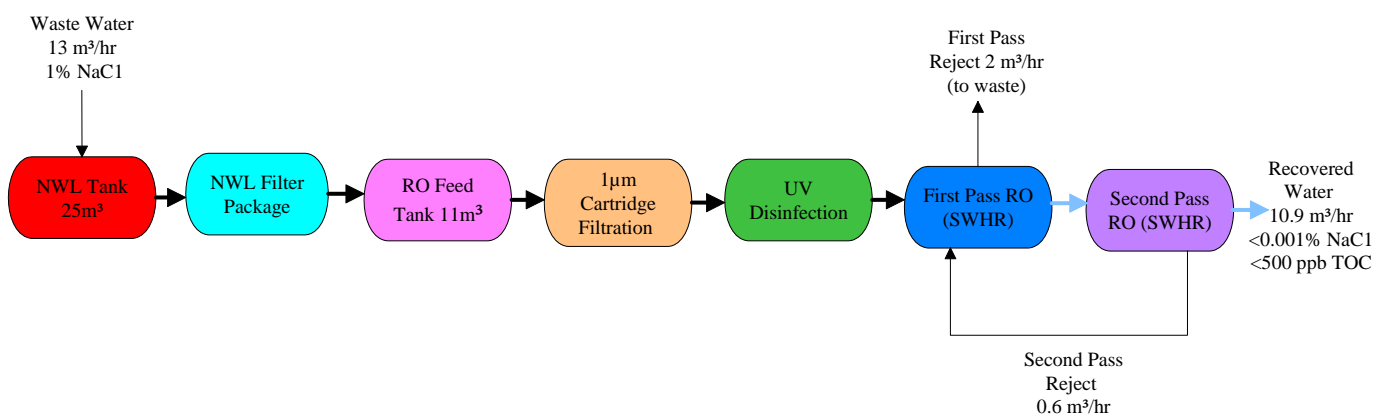 Waste Water
13 m³/hr
1% NaC1
First Pass
Reject 2 m³/hr
(to waste)
NWL Tank
25m³
NWL Filter
Package
RO Feed
Tank 11m³
1µm
Cartridge
Filtration
UV
Disinfection
First Pass RO
(SWHR)
Second Pass
RO (SWHR)
Recovered
Water
10.9 m³/hr
<0.001% NaC1
<500 ppb TOC
Second Pass
Reject
0.6 m³/hr